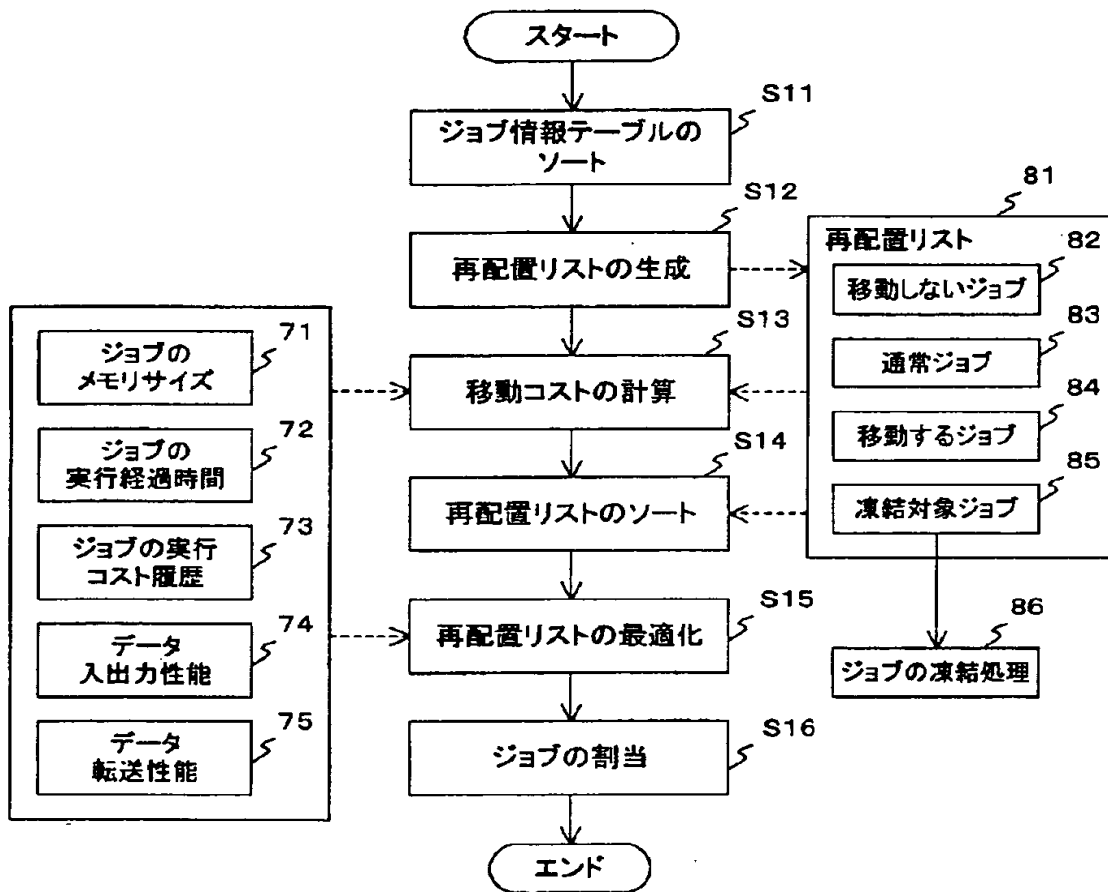 スタート
S11
ジョブ情報テーブルの
ソート
S12
再配置リストの生成
S13
移動コストの計算
S14
再配置リストのソート
S15
再配置リストの最適化
S16
ジョブの割当
エンド
71
ジョブの
メモリサイズ
72
ジョブの
実行経過時間
73
ジョブの実行
コスト履歴
74
データ
入出力性能
75
データ
転送性能
81
再配置リスト
82
移動しないジョブ
83
通常ジョブ
84
移動するジョブ
85
凍結対象ジョブ
86
ジョブの凍結処理